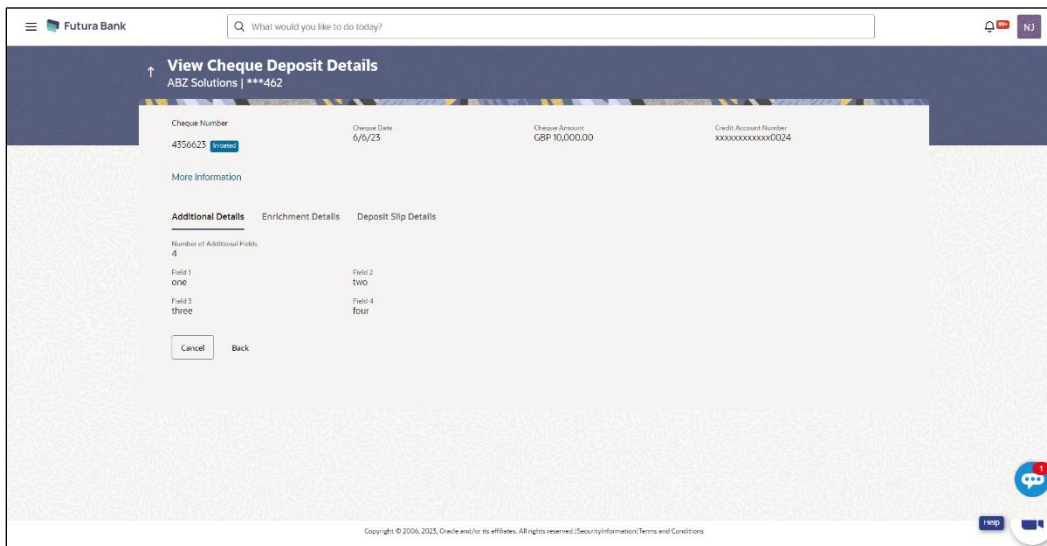 Futura Bank
What would you like to do today?
99+
NJ
View Cheque Deposit Details
ABZ Solutions | ***462
Cheque Number
Cheque Date
Cheque Amount
Credit Account Number
4356623 Initiated
6/6/23
GBP 10,000.00
xxxxxxxxxxxx0024
More Information
Additional Details
Enrichment Details
Deposit Slip Details
Number of Additional Fields
4
Field 1
Field 2
one
two
Field 3
Field 4
three
four
Cancel
Back
1
Help
Copyright © 2006, 2023, Oracle and/or its affiliates. All rights reserved.|SecurityInformation|Terms and Conditions